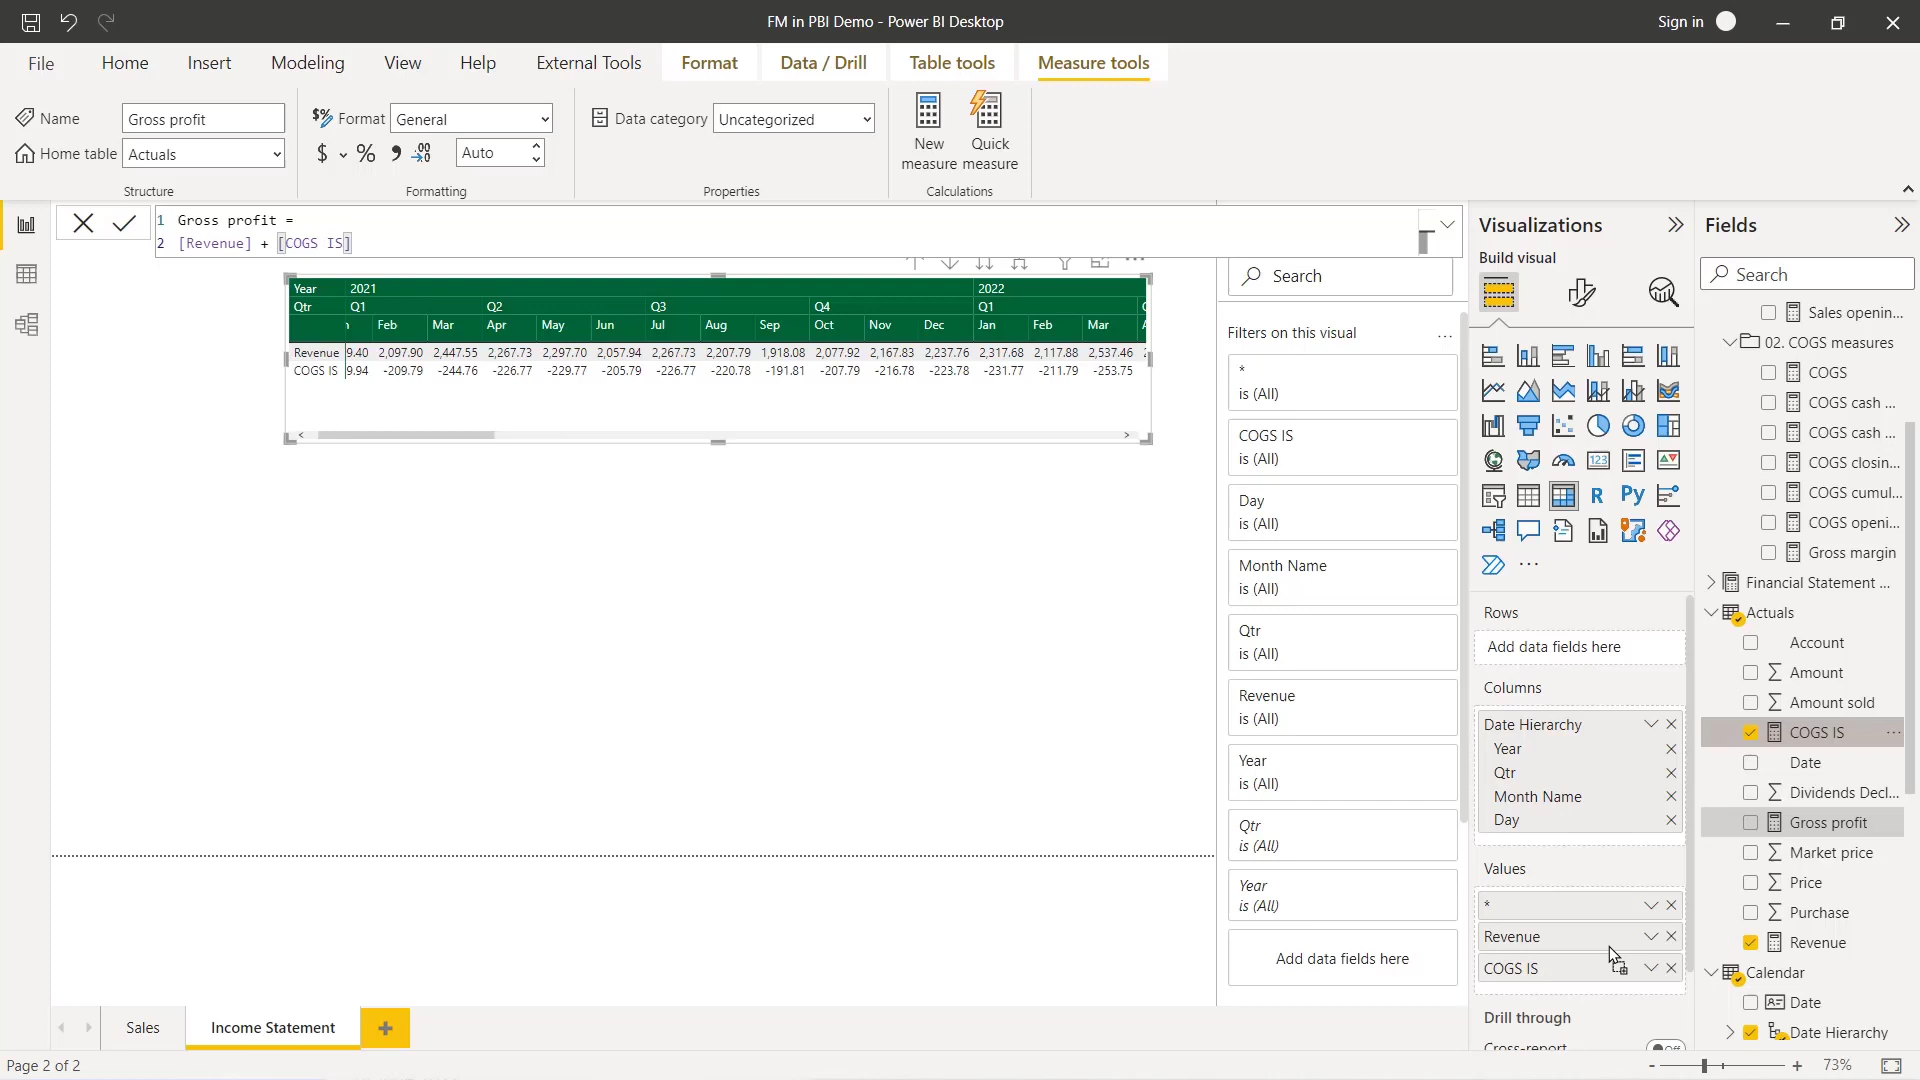 FM in PBI Demo - Power BI Desktop
Sign in
File Home Insert Modeling View Help External Tools Format Data / Drill Table tools Measure tools
Name Gross profit
Home table Actuals
Structure
Format General
$ % Auto
Formatting
Data category Uncategorized
Properties
New measure
Quick measure
Calculations
1 Gross profit =
2 [Revenue] + [COGS IS]
Year 2021 2022
Qtr Q1 Q2 Q3 Q4 Q1
Feb Mar Apr May Jun Jul Aug Sep Oct Nov Dec Jan Feb Mar
Revenue 9.40 2,097.90 2,447.55 2,267.73 2,297.70 2,057.94 2,267.73 2,207.79 1,918.08 2,077.92 2,167.83 2,237.76 2,317.68 2,117.88 2,537.46
COGS IS 9.94 -209.79 -244.76 -226.77 -229.77 -205.79 -226.77 -220.78 -191.81 -207.79 -216.78 -223.78 -231.77 -211.79 -253.75
Search
Filters on this visual
*
is (All)
COGS IS
is (All)
Day
is (All)
Month Name
is (All)
Qtr
is (All)
Revenue
is (All)
Year
is (All)
Qtr
is (All)
Year
is (All)
Add data fields here
Visualizations
Build visual
123
R Py
Rows
Add data fields here
Columns
Date Hierarchy
Year
Qtr
Month Name
Day
Values
*
Revenue
COGS IS
Drill through
Cross-report Off
Fields
Search
Sales openin...
02. COGS measures
COGS
COGS cash ...
COGS cash ...
COGS closin...
COGS cumul...
COGS openi...
Gross margin
Financial Statement ...
Actuals
Account
Amount
Amount sold
COGS IS ...
Date
Dividends Decl...
Gross profit
Market price
Price
Purchase
Revenue
Calendar
Date
Date Hierarchy
Sales Income Statement +
Page 2 of 2
- + 73%